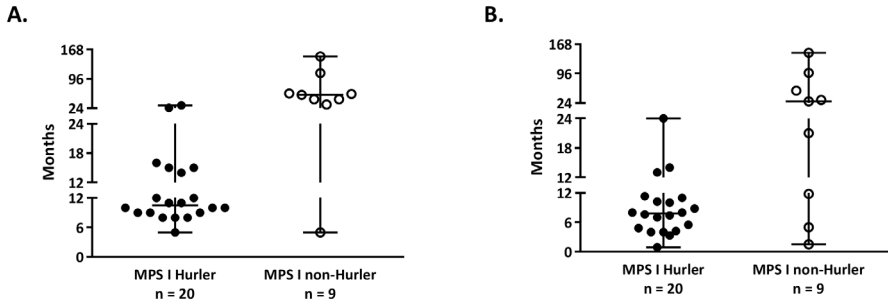 A.
Months
168
96
24
24
18
12
12
6
0
MPS I Hurler
n = 20
MPS I non-Hurler
n = 9
B.
Months
168
96
24
24
18
12
12
6
0
MPS I Hurler
n = 20
MPS I non-Hurler
n = 9